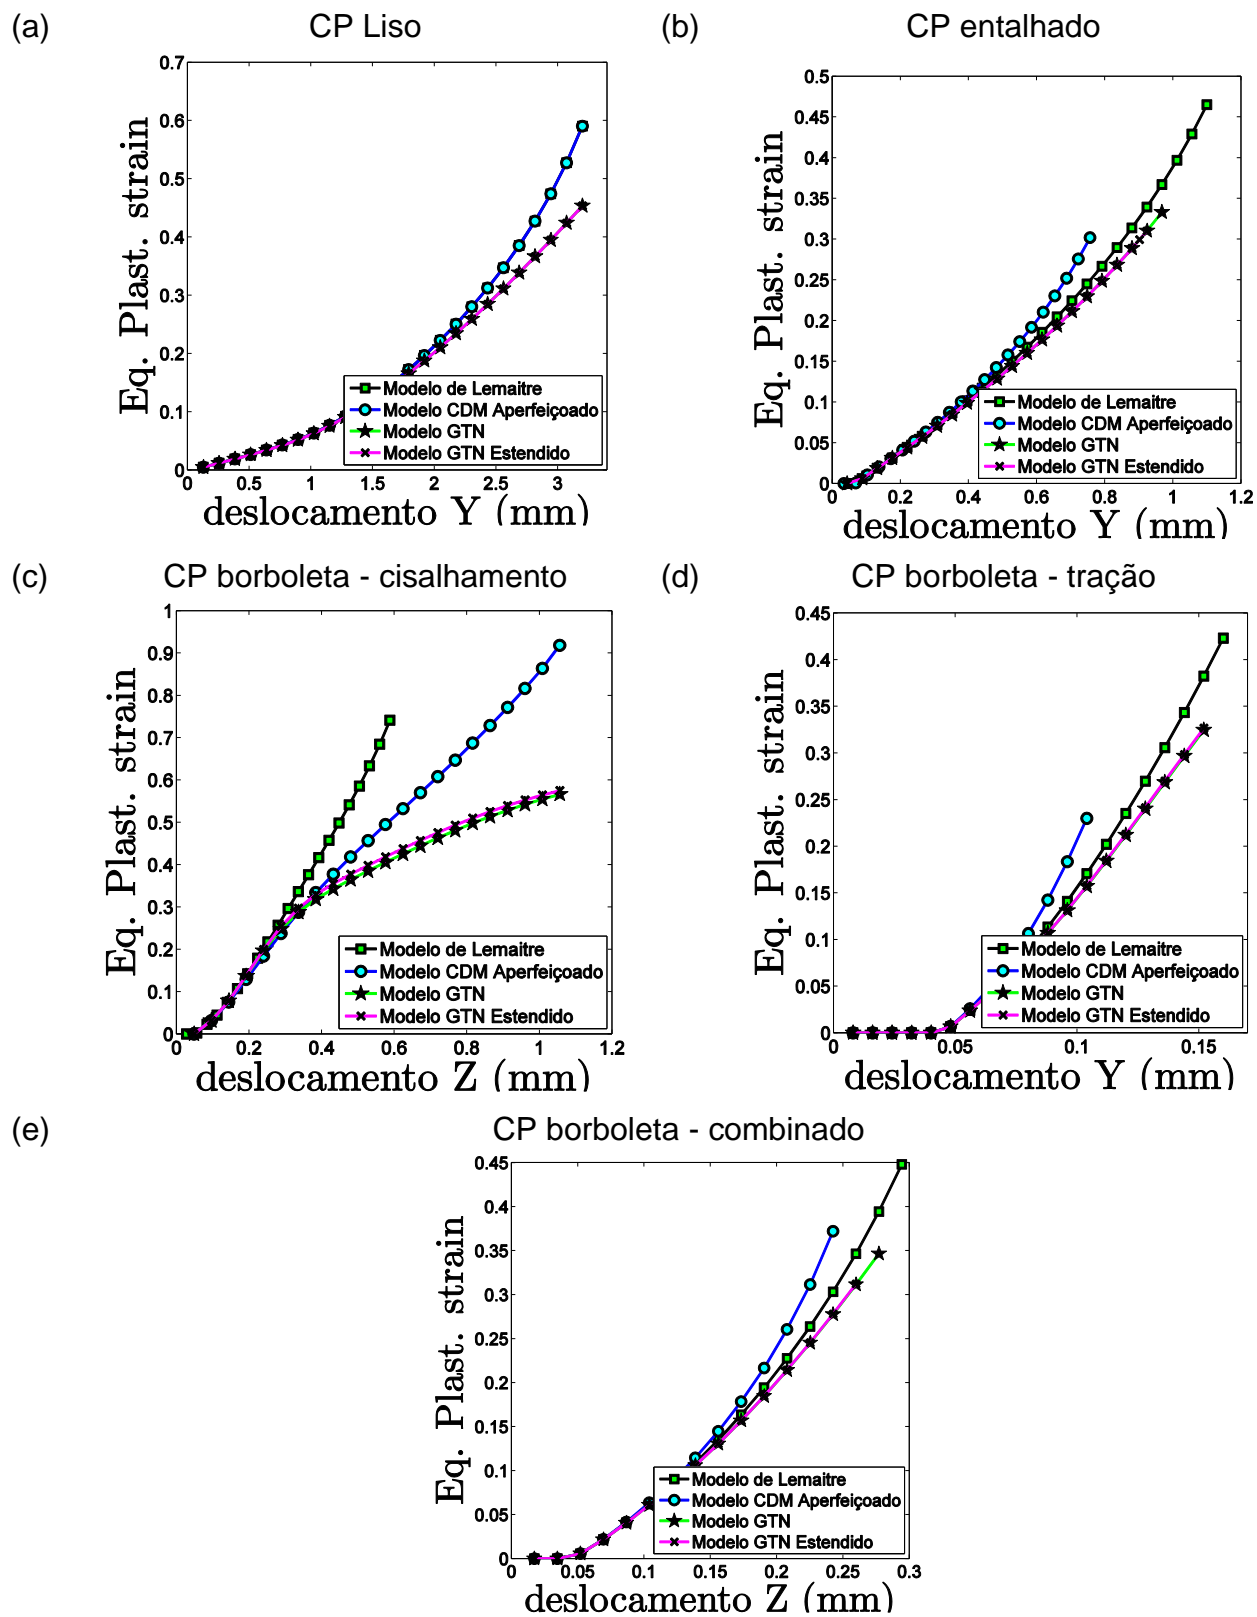 (a) CP Liso
0.7
0.6
0.5
0.4
0.3
0.2
0.1
0
Eq. Plast. strain
Modelo de Lemaitre
Modelo CDM Aperfeiçoado
Modelo GTN
Modelo GTN Estendido
0 0.5 1 1.5 2 2.5 3
deslocamento Y (mm)
(b) CP entalhado
0.5
0.45
0.4
0.35
0.3
0.25
0.2
0.15
0.1
0.05
0
Eq. Plast. strain
Modelo de Lemaitre
Modelo CDM Aperfeiçoado
Modelo GTN
Modelo GTN Estendido
0 0.2 0.4 0.6 0.8 1 1.2
deslocamento Y (mm)
(c) CP borboleta - cisalhamento
1
0.9
0.8
0.7
0.6
0.5
0.4
0.3
0.2
0.1
0
Eq. Plast. strain
Modelo de Lemaitre
Modelo CDM Aperfeiçoado
Modelo GTN
Modelo GTN Estendido
0 0.2 0.4 0.6 0.8 1 1.2
deslocamento Z (mm)
(d) CP borboleta - tração
0.45
0.4
0.35
0.3
0.25
0.2
0.15
0.1
0.05
0
Eq. Plast. strain
Modelo de Lemaitre
Modelo CDM Aperfeiçoado
Modelo GTN
Modelo GTN Estendido
0 0.05 0.1 0.15
deslocamento Y (mm)
(e) CP borboleta - combinado
0.45
0.4
0.35
0.3
0.25
0.2
0.15
0.1
0.05
0
Eq. Plast. strain
Modelo de Lemaitre
Modelo CDM Aperfeiçoado
Modelo GTN
Modelo GTN Estendido
0 0.05 0.1 0.15 0.2 0.25 0.3
deslocamento Z (mm)